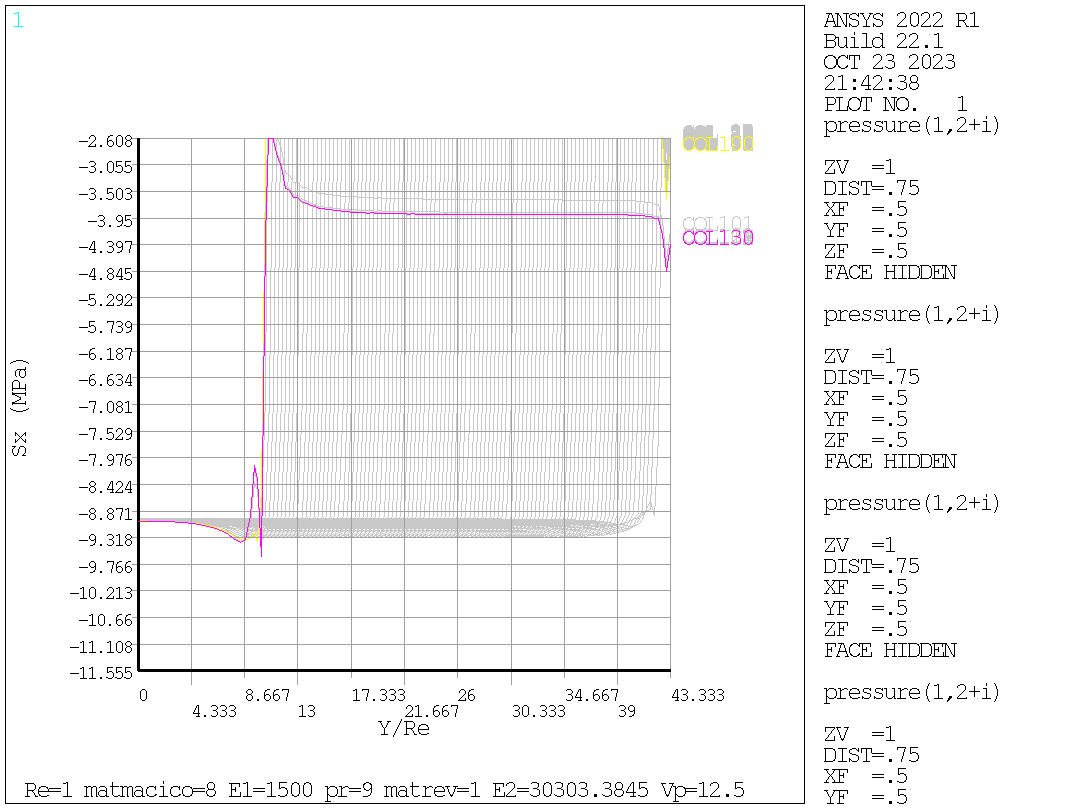 1
ANSYS 2022 R1
Build 22.1
OCT 23 2023
21:42:38
PLOT NO. 1
pressure(1,2+i)
ZV =1
DIST=.75
XF =.5
YF =.5
ZF =.5
FACE HIDDEN
pressure(1,2+i)
ZV =1
DIST=.75
XF =.5
YF =.5
ZF =.5
FACE HIDDEN
pressure(1,2+i)
ZV =1
DIST=.75
XF =.5
YF =.5
ZF =.5
FACE HIDDEN
pressure(1,2+i)
ZV =1
DIST=.75
XF =.5
YF =.5
COL101
Sx (MPa)
-2.608
-3.055
-3.503
-3.95
-4.397
-4.845
-5.292
-5.739
-6.187
-6.634
-7.081
-7.529
-7.976
-8.424
-8.871
-9.318
-9.766
-10.213
-10.66
-11.108
-11.555
0
4.333
8.667
13
17.333
21.667
26
30.333
34.667
39
43.333
Y/Re
Re=1 matmacico=8 E1=1500 pr=9 matrev=1 E2=30303.3845 Vp=12.5